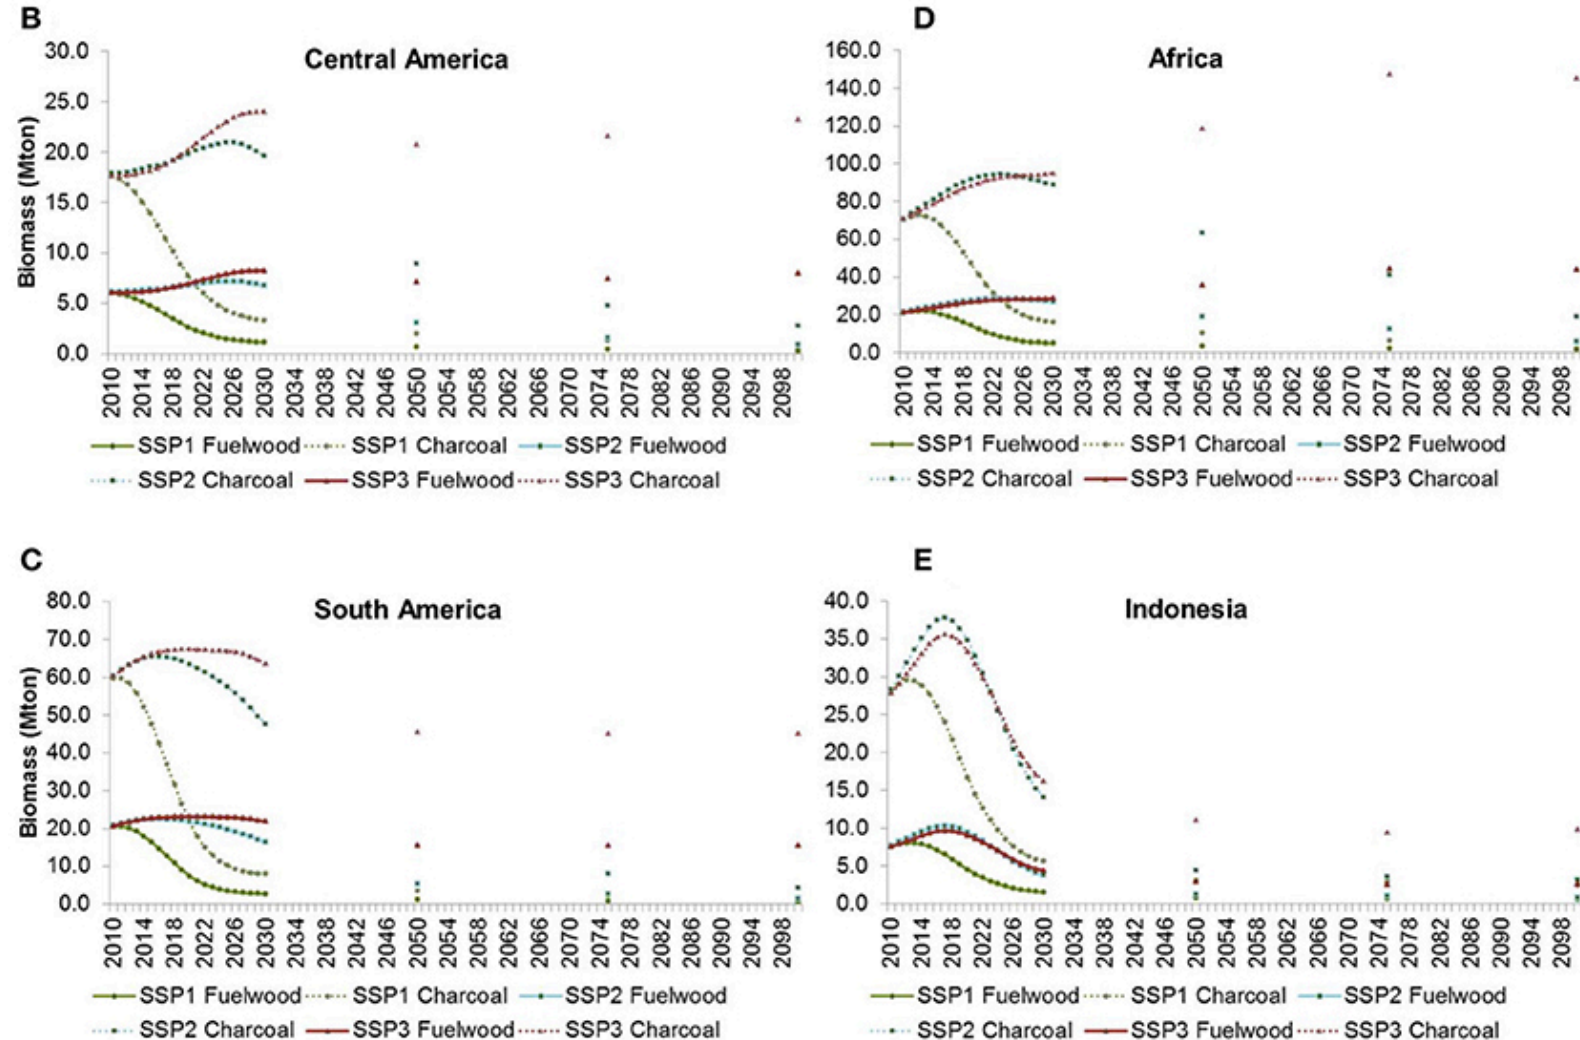 B
Central America
Biomass (Mton)
30.0
25.0
20.0
15.0
10.0
5.0
0.0
2010 2014 2018 2022 2026 2030 2034 2038 2042 2046 2050 2054 2058 2062 2066 2070 2074 2078 2082 2086 2090 2094 2098
SSP1 Fuelwood SSP1 Charcoal SSP2 Fuelwood
SSP2 Charcoal SSP3 Fuelwood SSP3 Charcoal
D
Africa
160.0
140.0
120.0
100.0
80.0
60.0
40.0
20.0
0.0
2010 2014 2018 2022 2026 2030 2034 2038 2042 2046 2050 2054 2058 2062 2066 2070 2074 2078 2082 2086 2090 2094 2098
SSP1 Fuelwood SSP1 Charcoal SSP2 Fuelwood
SSP2 Charcoal SSP3 Fuelwood SSP3 Charcoal
C
South America
Biomass (Mton)
80.0
70.0
60.0
50.0
40.0
30.0
20.0
10.0
0.0
2010 2014 2018 2022 2026 2030 2034 2038 2042 2046 2050 2054 2058 2062 2066 2070 2074 2078 2082 2086 2090 2094 2098
SSP1 Fuelwood SSP1 Charcoal SSP2 Fuelwood
SSP2 Charcoal SSP3 Fuelwood SSP3 Charcoal
E
Indonesia
40.0
35.0
30.0
25.0
20.0
15.0
10.0
5.0
0.0
2010 2014 2018 2022 2026 2030 2034 2038 2042 2046 2050 2054 2058 2062 2066 2070 2074 2078 2082 2086 2090 2094 2098
SSP1 Fuelwood SSP1 Charcoal SSP2 Fuelwood
SSP2 Charcoal SSP3 Fuelwood SSP3 Charcoal